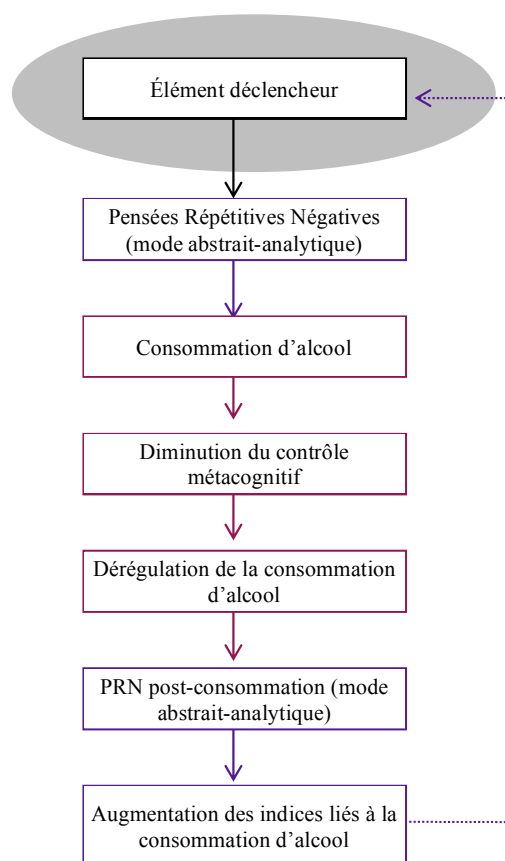 Élément déclencheur
Pensées Répétitives Négatives
(mode abstrait-analytique)
Consommation d’alcool
Diminution du contrôle
métacognitif
Dérégulation de la consommation
d’alcool
PRN post-consommation (mode
abstrait-analytique)
Augmentation des indices liés à la
consommation d’alcool